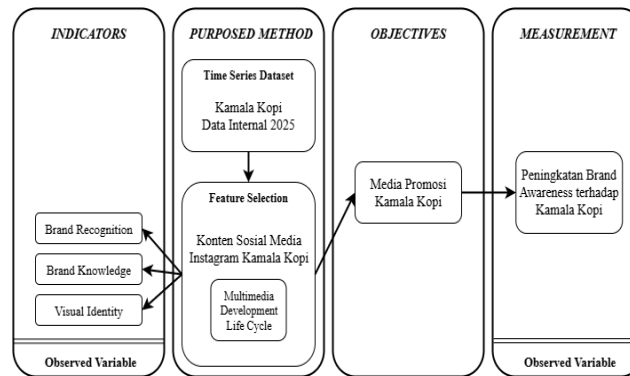 INDICATORS
Brand Recognition
Brand Knowledge
Visual Identity
Observed Variable
PURPOSED METHOD
Time Series Dataset
Kamala Kopi
Data Internal 2025
Feature Selection
Konten Sosial Media
Instagram Kamala Kopi
Multimedia
Development
Life Cycle
OBJECTIVES
Media Promosi
Kamala Kopi
MEASUREMENT
Peningkatan Brand
Awareness terhadap
Kamala Kopi
Observed Variable